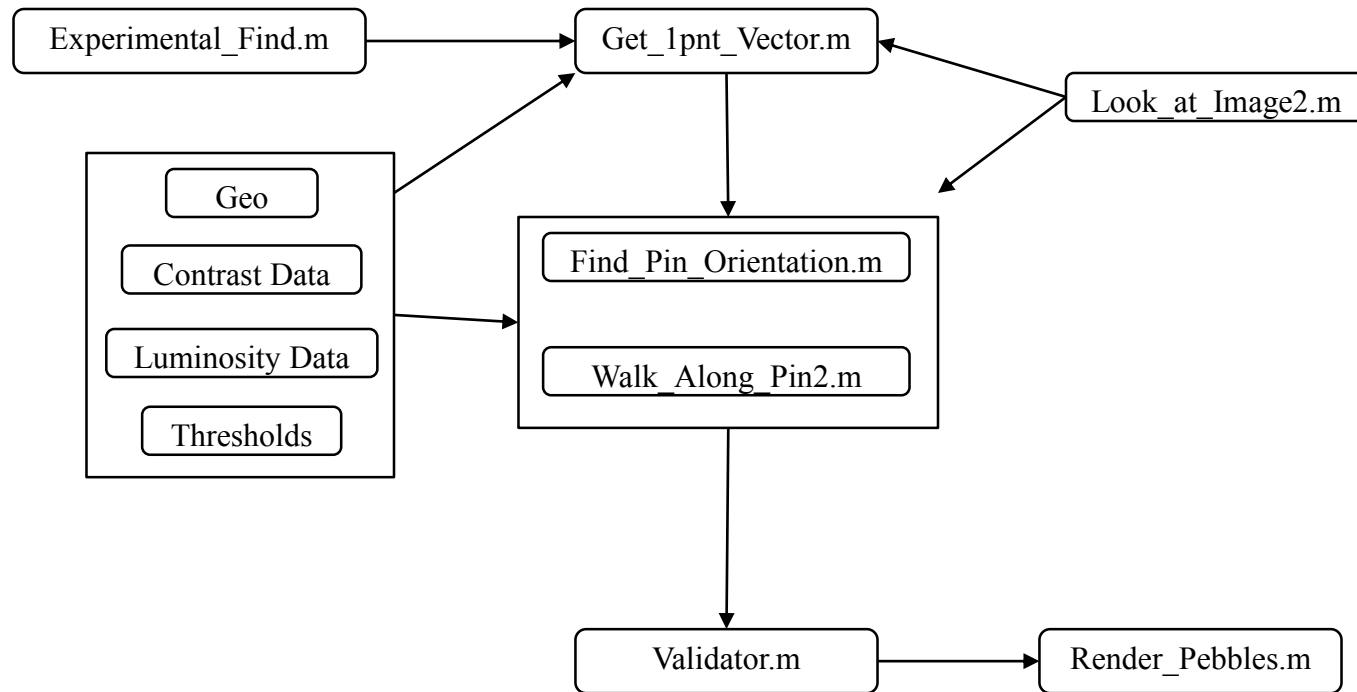 Experimental_Find.m
Get_1pnt_Vector.m
Look_at_Image2.m
Geo
Contrast Data
Luminosity Data
Thresholds
Find_Pin_Orientation.m
Walk_Along_Pin2.m
Validator.m
Render_Pebbles.m